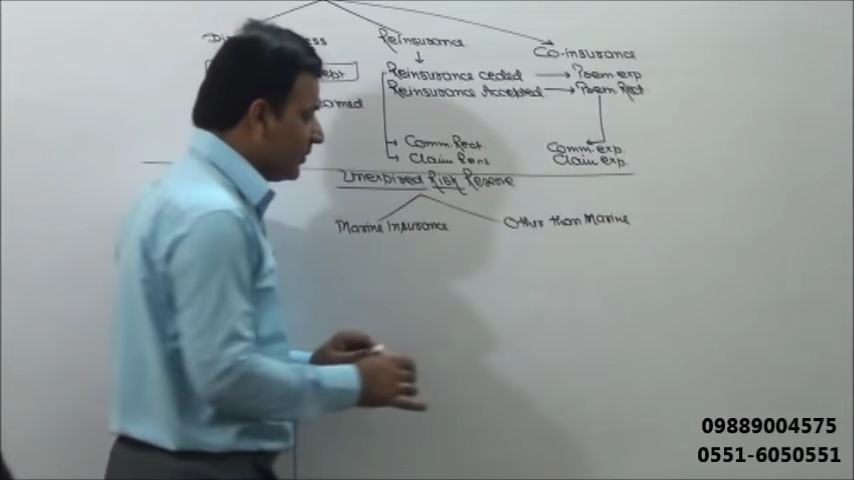 Reinsurance
Co-insurance
Reinsurance ceded → Prem exp
Reinsurance Accepted → Prem Rect.
Comm Rect.
Claim Rect
Comm exp.
Claim exp.
Unexpired Risk Reserve
Marine Insurance
Other than Marine
09889004575
0551-6050551